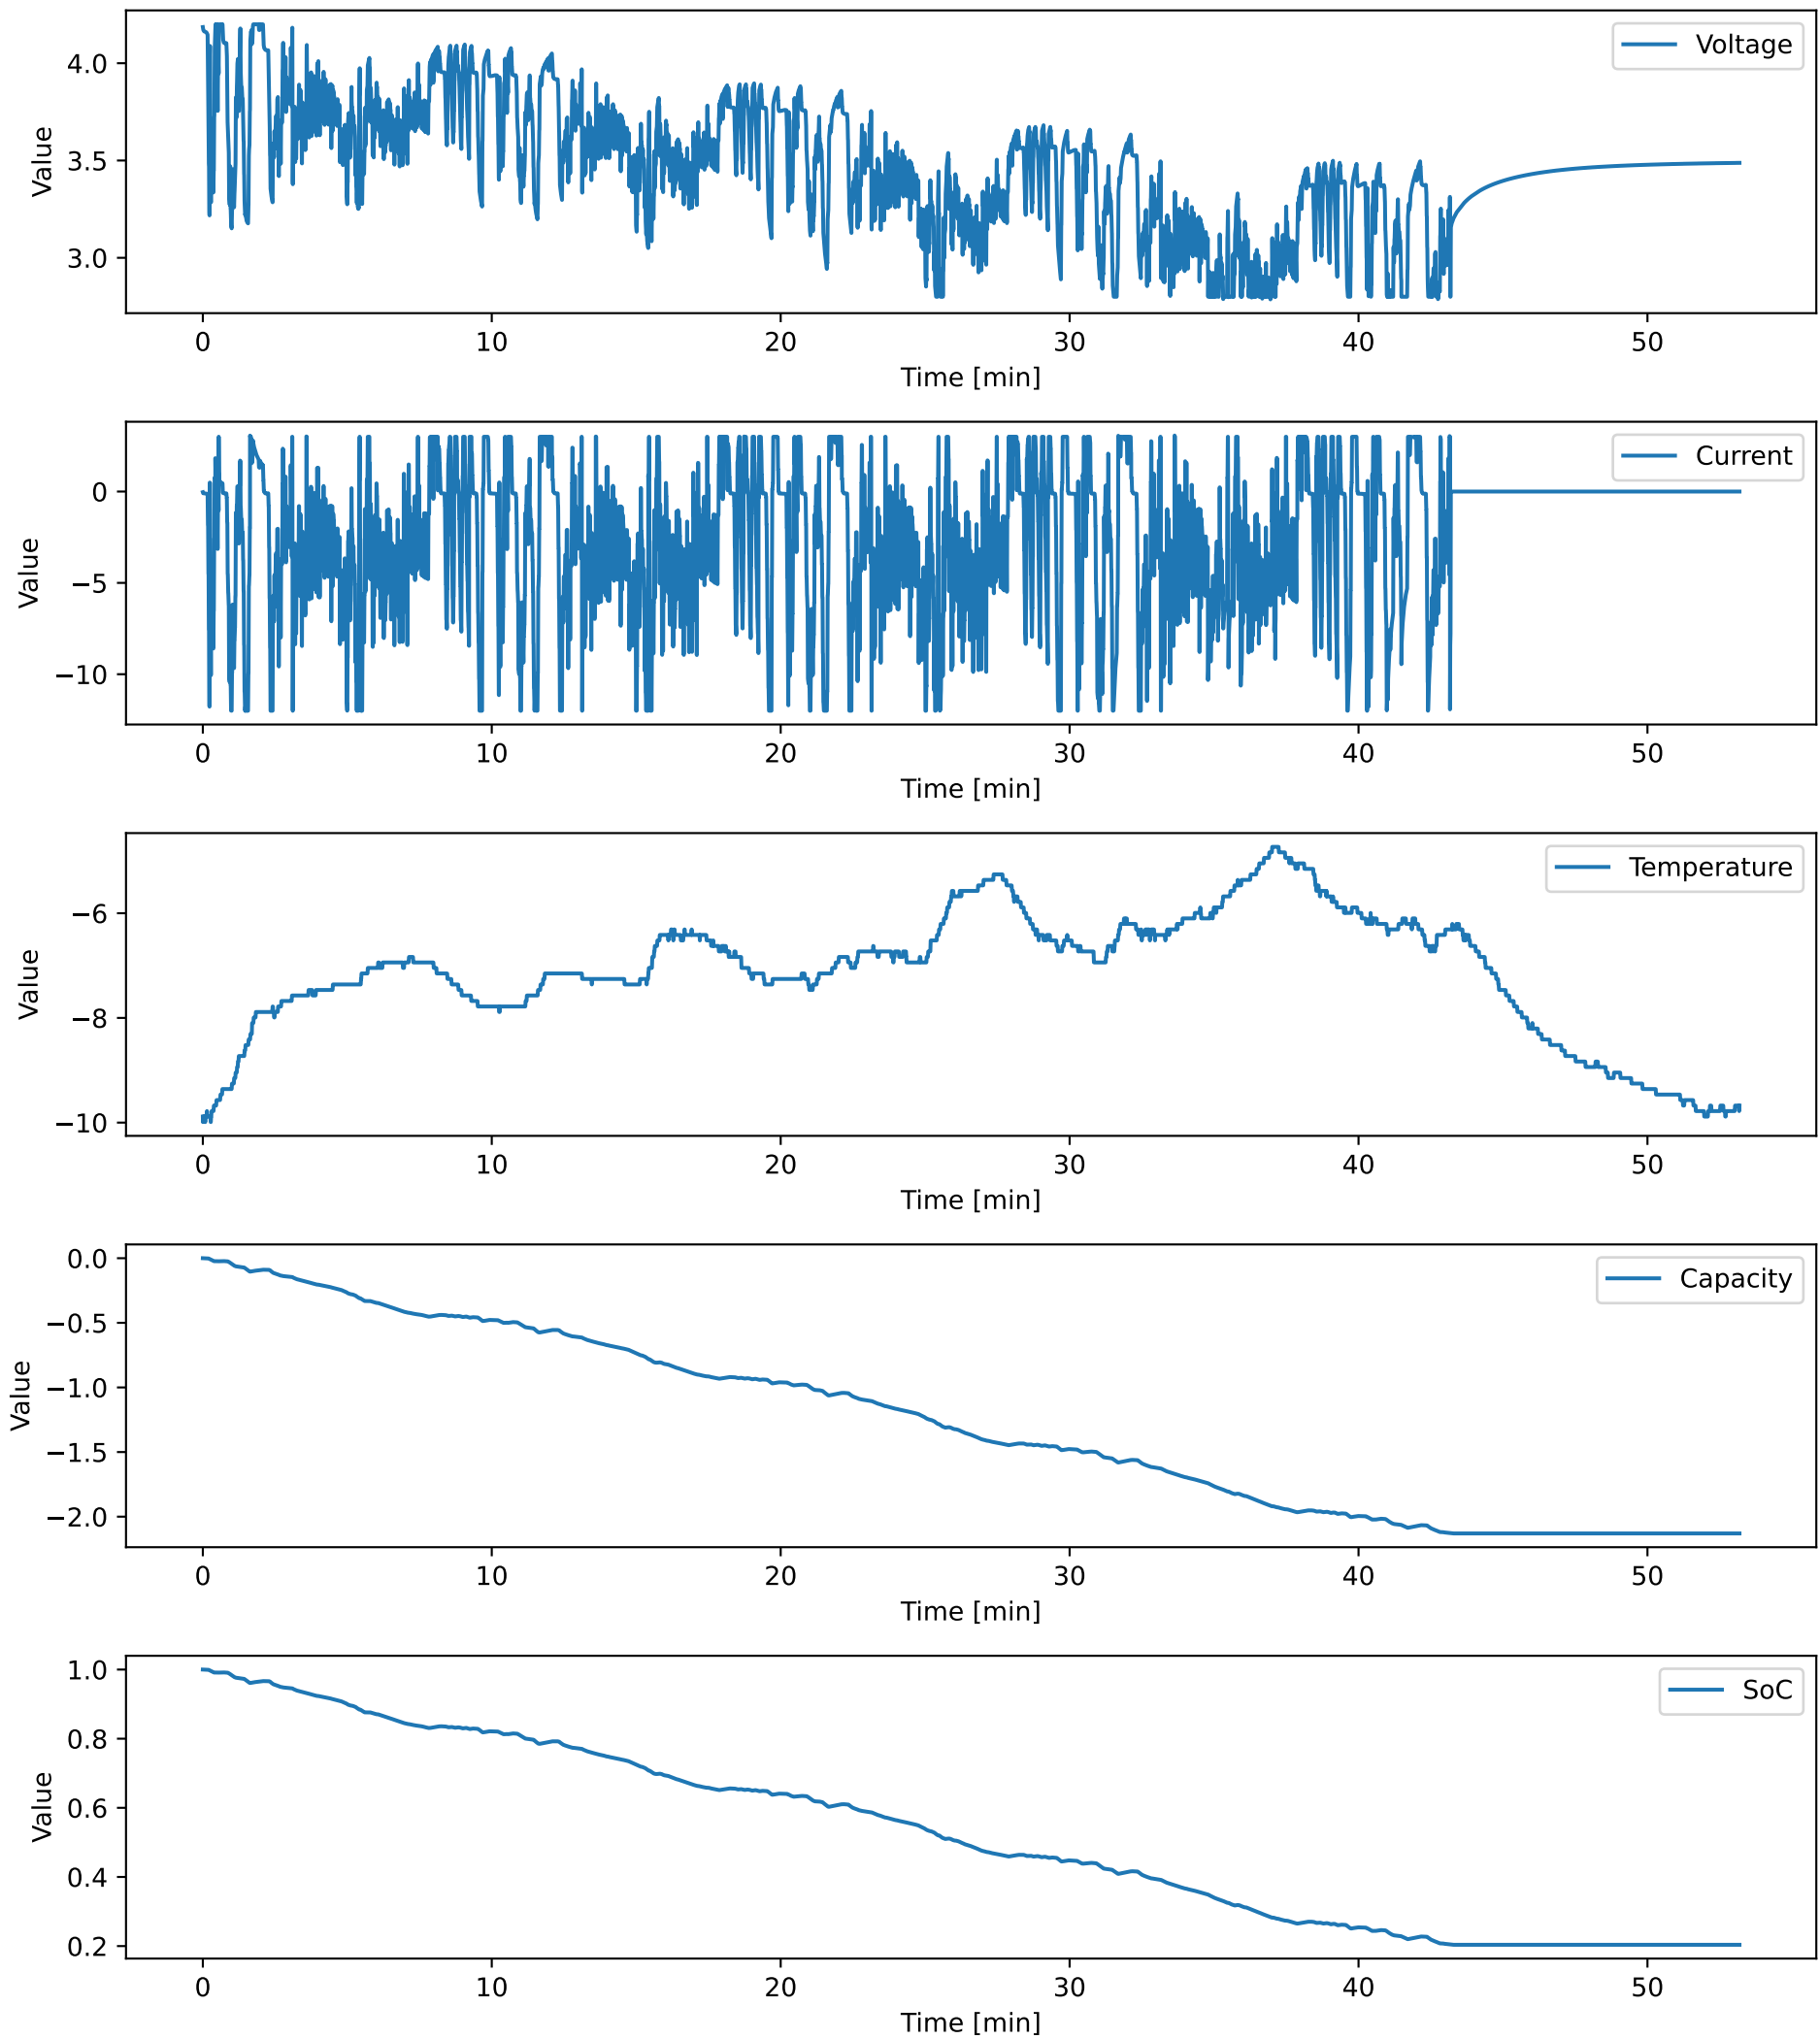 Voltage
4.0
3.5
3.0
Value
0 10 20 30 40 50
Time [min]
Current
0
−5
−10
Value
0 10 20 30 40 50
Time [min]
Temperature
−6
−8
−10
Value
0 10 20 30 40 50
Time [min]
Capacity
0.0
−0.5
−1.0
−1.5
−2.0
Value
0 10 20 30 40 50
Time [min]
SoC
1.0
0.8
0.6
0.4
0.2
Value
0 10 20 30 40 50
Time [min]